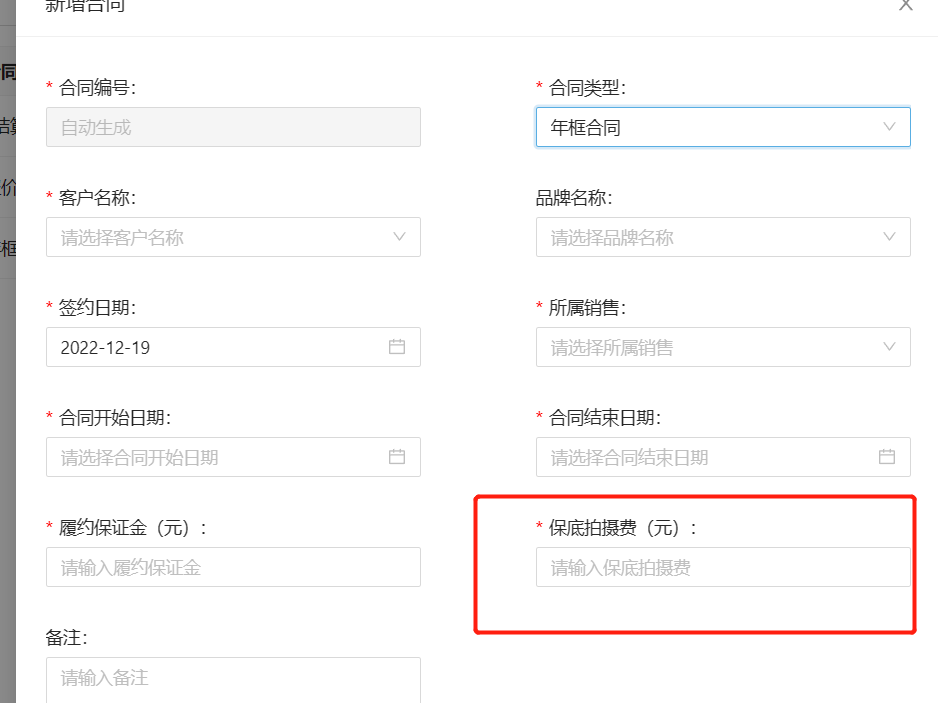 新增合同
* 合同编号:
* 合同类型:
自动生成
年框合同
* 客户名称:
品牌名称:
请选择客户名称
请选择品牌名称
* 签约日期:
* 所属销售:
2022-12-19
请选择所属销售
* 合同开始日期:
* 合同结束日期:
请选择合同开始日期
请选择合同结束日期
* 履约保证金（元）:
* 保底拍摄费（元）:
请输入履约保证金
请输入保底拍摄费
备注:
请输入备注